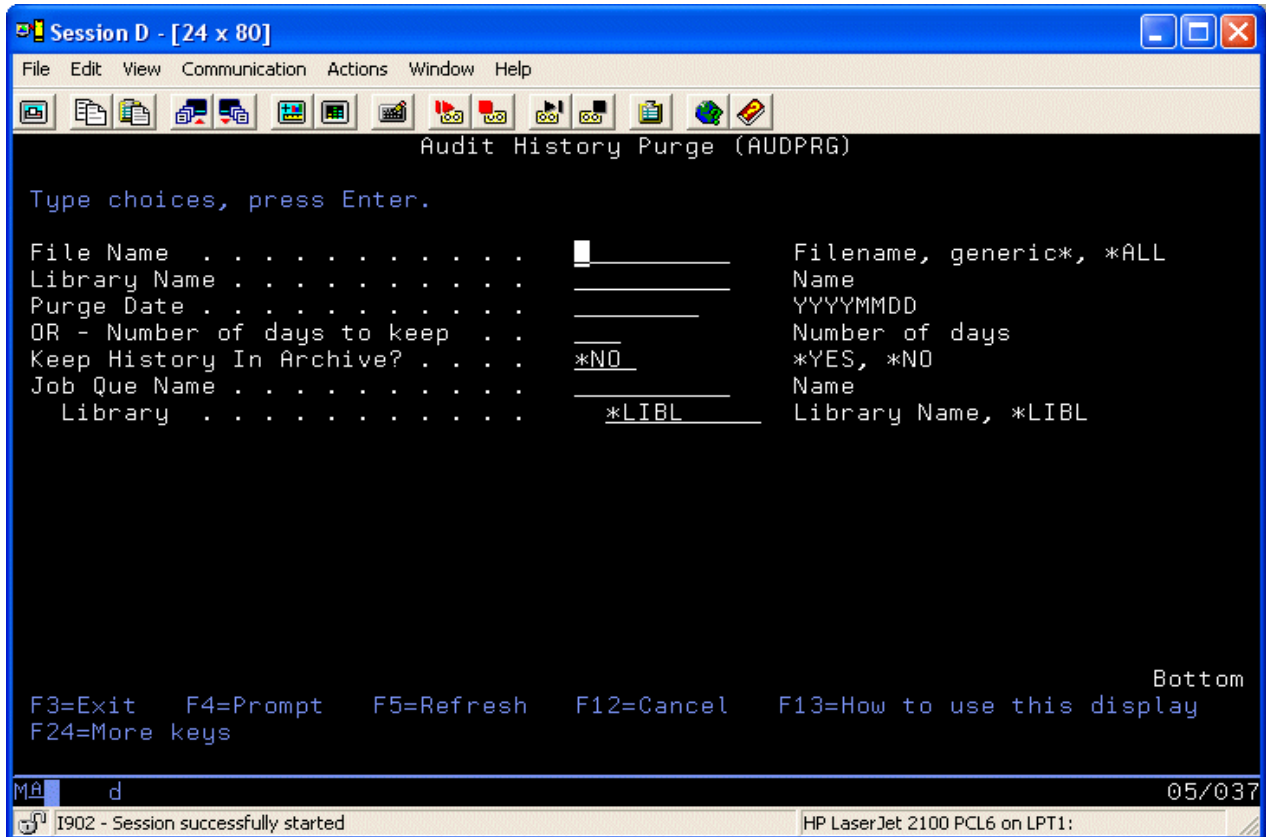 Session D - [24 x 80]
File Edit View Communication Actions Window Help
Audit History Purge (AUDPRG)
Type choices, press Enter.
File Name . . . . . . . . . . . Filename, generic*, *ALL
Library Name . . . . . . . . . . Name
Purge Date . . . . . . . . . . . YYYYMMDD
OR - Number of days to keep . . Number of days
Keep History In Archive? . . . . *NO *YES, *NO
Job Que Name . . . . . . . . . . Name
Library . . . . . . . . . . . *LIBL Library Name, *LIBL
Bottom
F3=Exit F4=Prompt F5=Refresh F12=Cancel F13=How to use this display
F24=More keys
MA d 05/037
I902 - Session successfully started HP LaserJet 2100 PCL6 on LPT1: